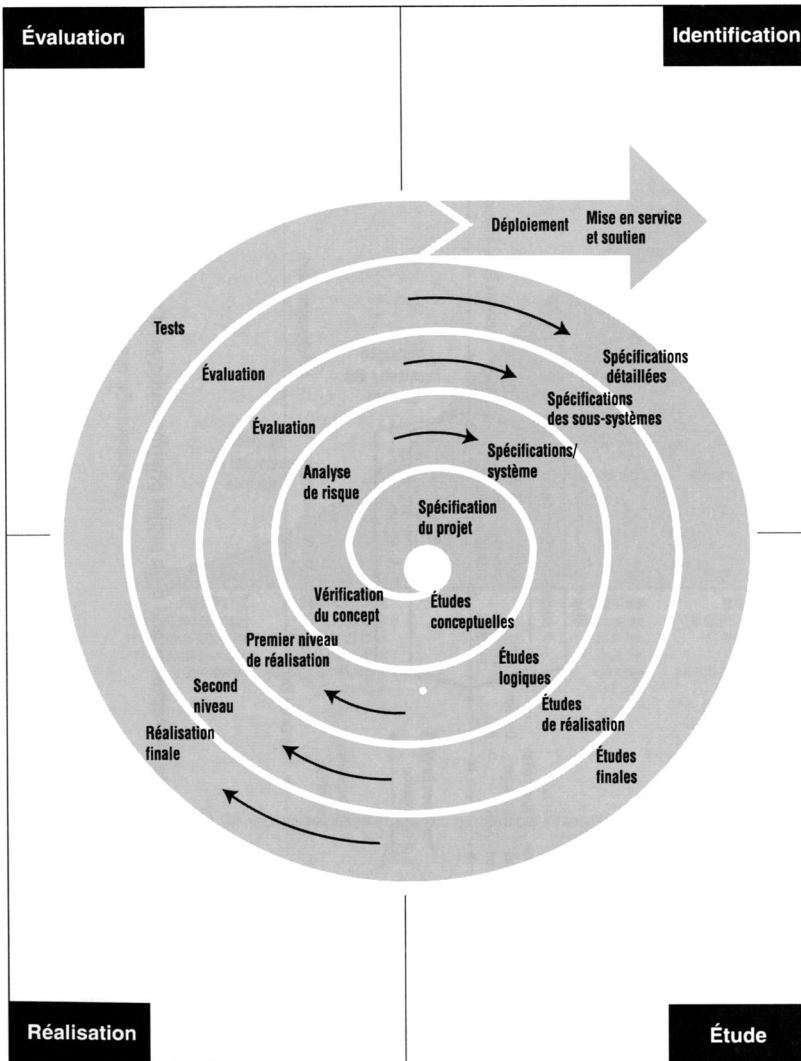 Évaluation
Identification
Déploiement
Mise en service
et soutien
Tests
Évaluation
Évaluation
Analyse
de risque
Spécifications
détaillées
Spécifications
des sous-systèmes
Spécifications/
système
Spécification
du projet
Vérification
du concept
Études
conceptuelles
Premier niveau
de réalisation
Études
logiques
Second
niveau
Études
de réalisation
Réalisation
finale
Études
finales
Réalisation
Étude